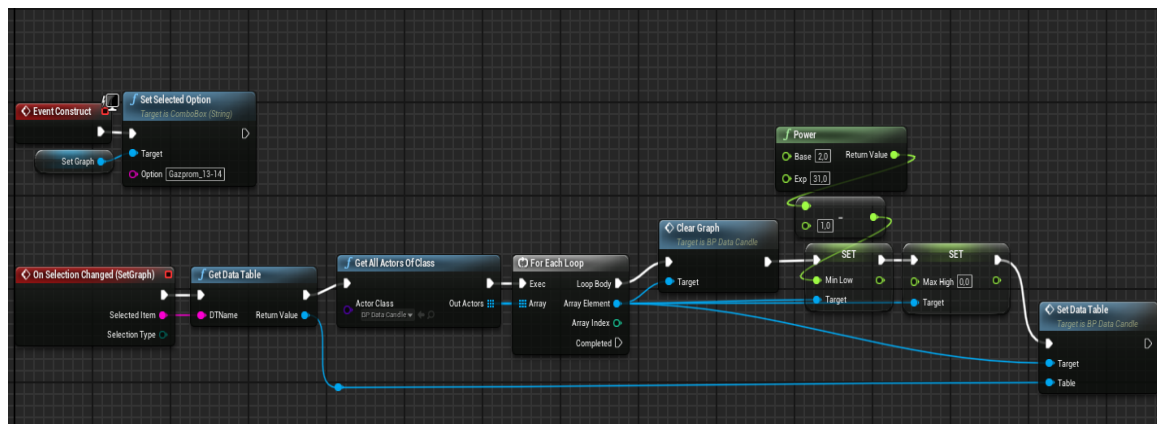 Event Construct
Set Selected Option
Target is ComboBox (String)
Set Graph
Target
Option Gazprom_13-14
Power
Base 2,0 Return Value
Exp 31,0
1,0 -
On Selection Changed (SetGraph)
Selected Item
Selection Type
Get Data Table
DTName Return Value
Get All Actors Of Class
Actor Class Out Actors
BP Data Candle
For Each Loop
Exec Loop Body
Array Array Element
Array Index
Completed
Clear Graph
Target is BP Data Candle
Target
SET
Min Low
Target
SET
Max High 0,0
Target
Set Data Table
Target is BP Data Candle
Target
Table